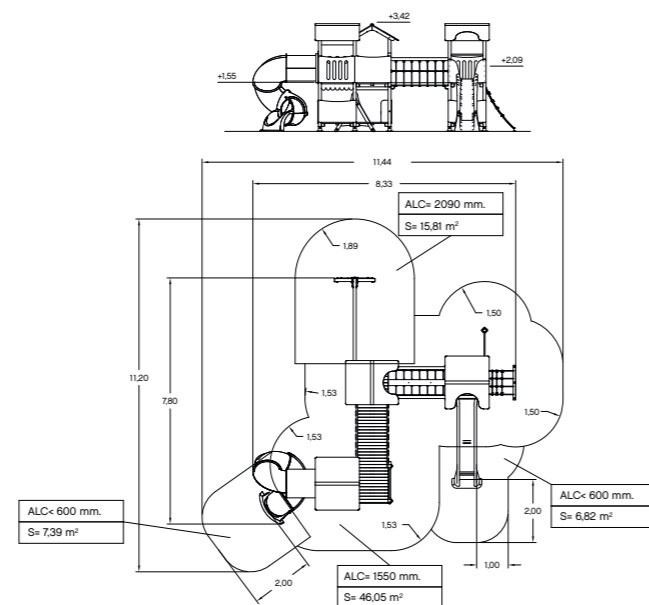 +3,42
+2,09
+1,55
11,44
8,33
ALC= 2090 mm.
S= 15,81 m²
1,89
1,50
11,20
7,80
1,53
1,53
1,50
ALC< 600 mm.
S= 7,39 m²
ALC< 600 mm.
S= 6,82 m²
2,00
1,53
1,00
2,00
ALC= 1550 mm.
S= 46,05 m²